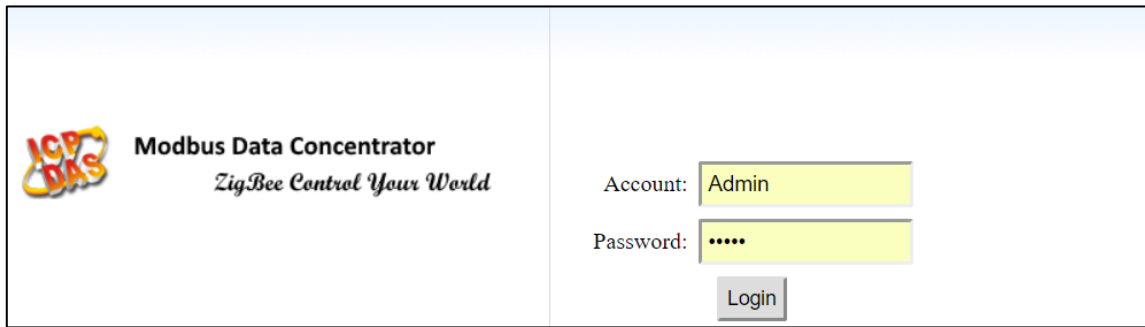 ICP
DAS
Modbus Data Concentrator
ZigBee Control Your World
Account: Admin
Password: •••••
Login